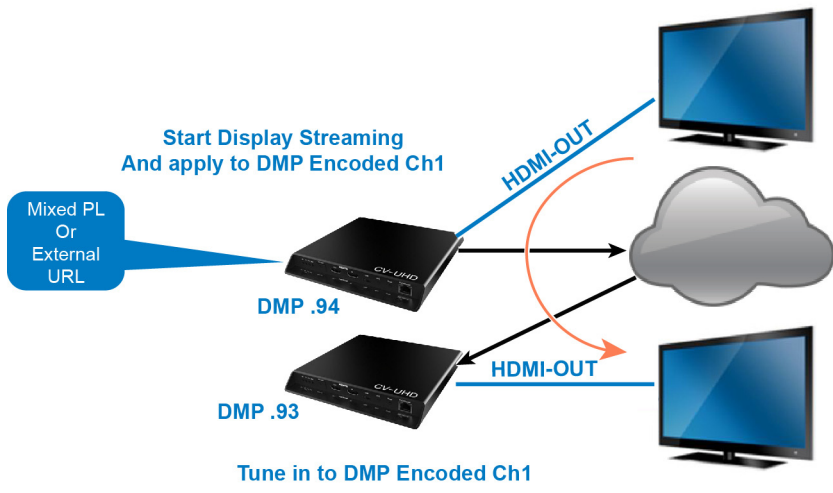 Start Display Streaming
And apply to DMP Encoded Ch1
HDMI-OUT
Mixed PL
Or
External
URL
CV-UHD
DMP .94
CV-UHD
HDMI-OUT
DMP .93
Tune in to DMP Encoded Ch1